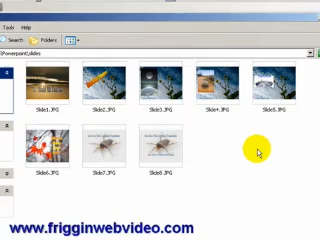 Tools Help
Search Folders
Powerpoint\slides
Slide1.JPG Slide2.JPG Slide3.JPG Slide4.JPG Slide5.JPG
Slide6.JPG Slide7.JPG Slide8.JPG
www.frigginwebvideo.com